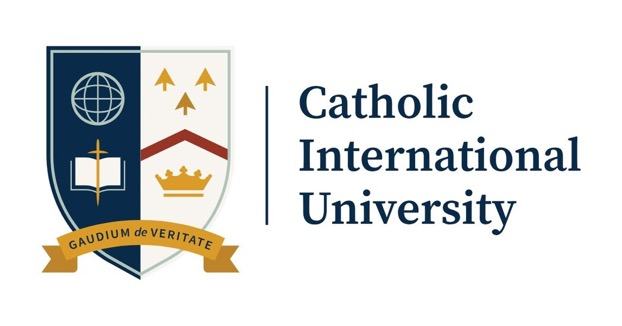 GAUDIUM de VERITATE
Catholic
International
University